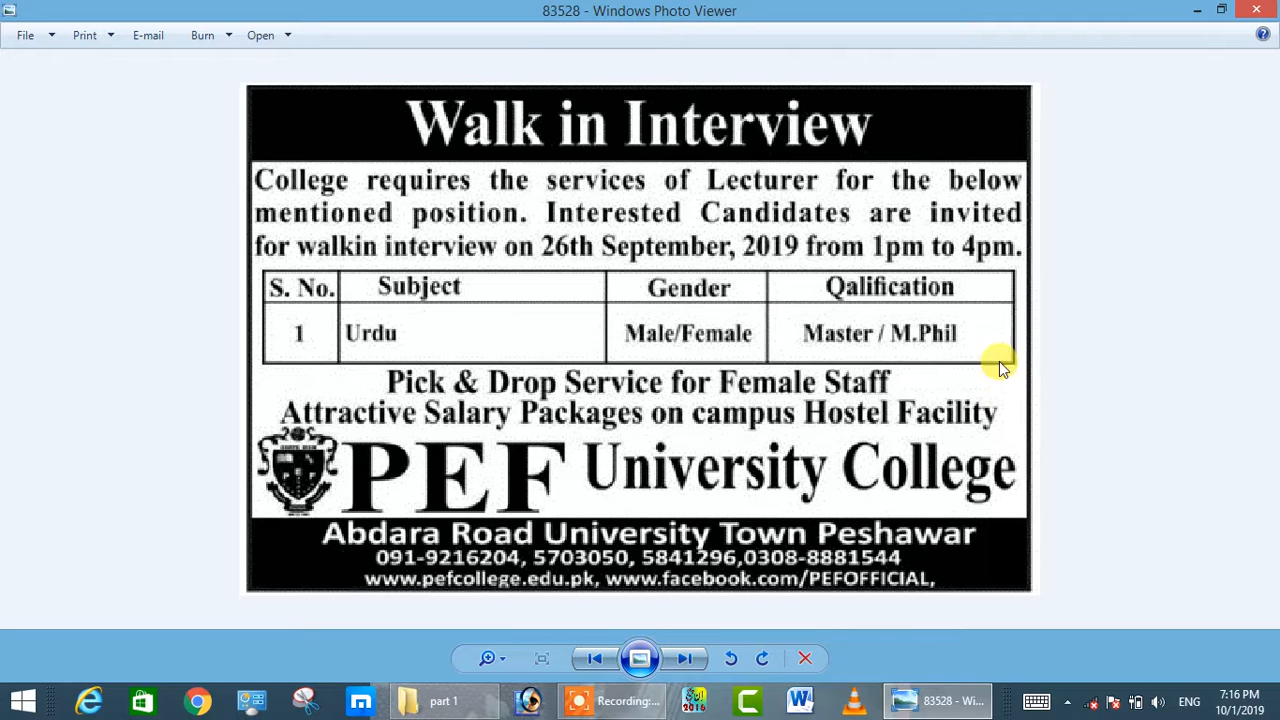 83528 - Windows Photo Viewer
File Print E-mail Burn Open
Walk in Interview
College requires the services of Lecturer for the below
mentioned position. Interested Candidates are invited
for walkin interview on 26th September, 2019 from 1pm to 4pm.
S. No. Subject Gender Qalification
1 Urdu Male/Female Master / M.Phil
Pick & Drop Service for Female Staff
Attractive Salary Packages on campus Hostel Facility
PEF University College
Abdara Road University Town Peshawar
091-9216204, 5703050, 5841296,0308-8881544
www.pefcollege.edu.pk, www.facebook.com/PEFOFFICIAL,
part 1 Recording:... 83528 - Wi... ENG 7:16 PM
10/1/2019